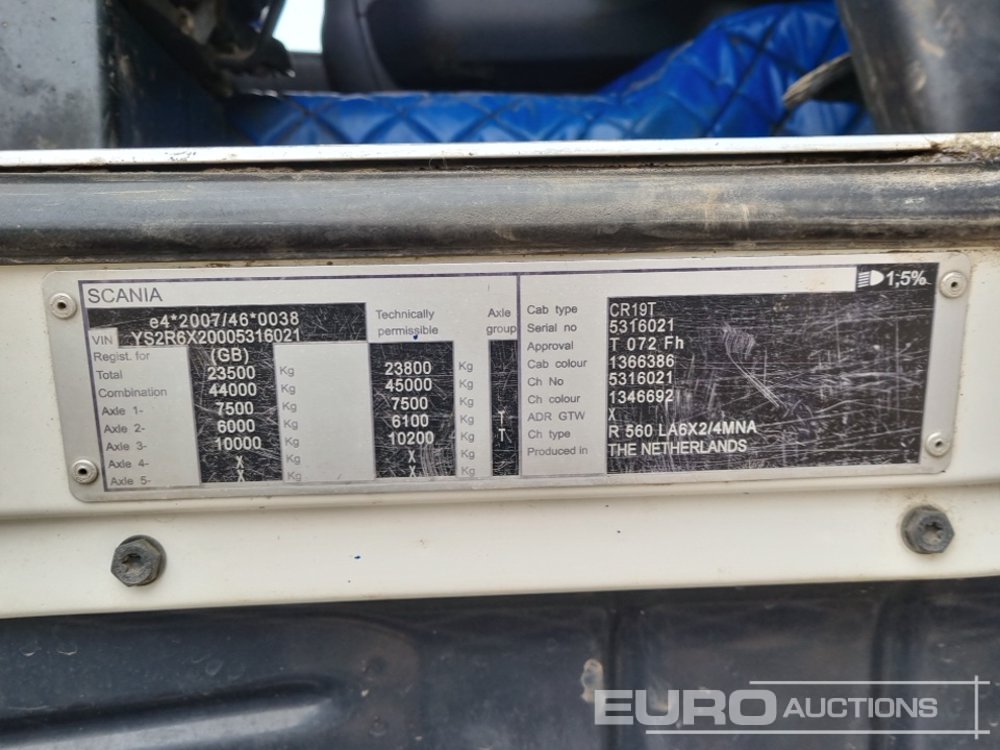 SCANIA
e4*2007/46*0038
VIN YS2R6X20005316021
Regist. for (GB)
Technically permissible
Axle group
Total 23500 Kg 23800 Kg
Combination 44000 Kg 45000 Kg
Axle 1- 7500 Kg 7500 Kg
Axle 2- 6000 Kg 6100 Kg T
Axle 3- 10000 Kg 10200 Kg T
Axle 4- X Kg X Kg
Axle 5- X Kg X Kg
1,5%
Cab type CR19T
Serial no 5316021
Approval T 072 Fh
Cab colour 1366386
Ch No 5316021
Ch colour 1346692
ADR GTW X
Ch type R 560 LA6X2/4MNA
Produced in THE NETHERLANDS
EURO AUCTIONS